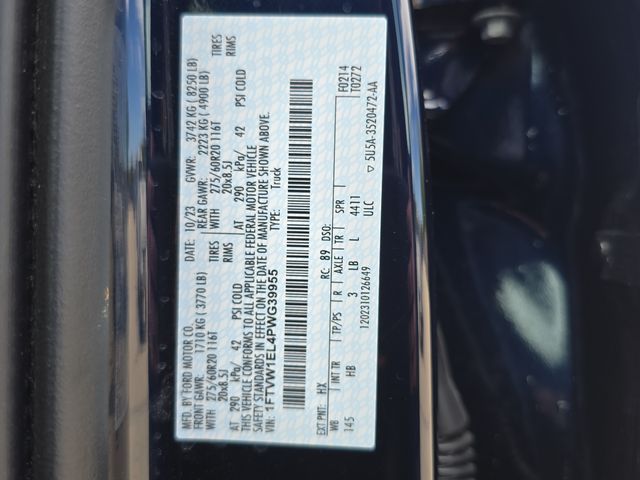 MFD. BY FORD MOTOR CO. DATE: 10/23 GVWR: 3742 KG ( 8250 LB)
FRONT GAWR: 1710 KG ( 3770 LB) REAR GAWR: 2223 KG ( 4900 LB)
WITH 275/60R20 116T TIRES WITH 275/60R20 116T TIRES
20x8.5J RIMS 20x8.5J RIMS
AT 290 kPa/ 42 PSI COLD AT 290 kPa/ 42 PSI COLD
THIS VEHICLE CONFORMS TO ALL APPLICABLE FEDERAL MOTOR VEHICLE
SAFETY STANDARDS IN EFFECT ON THE DATE OF MANUFACTURE SHOWN ABOVE.
VIN: 1FTVW1EL4PWG39955 TYPE: Truck
F0214
T0272
EXT PNT: HX RC: 89 DSO:
WB INT TR TP/PS R AXLE TR SPR
145 HB 3 LB L 4411
ULC
1202310126649 5U5A-3520472-AA